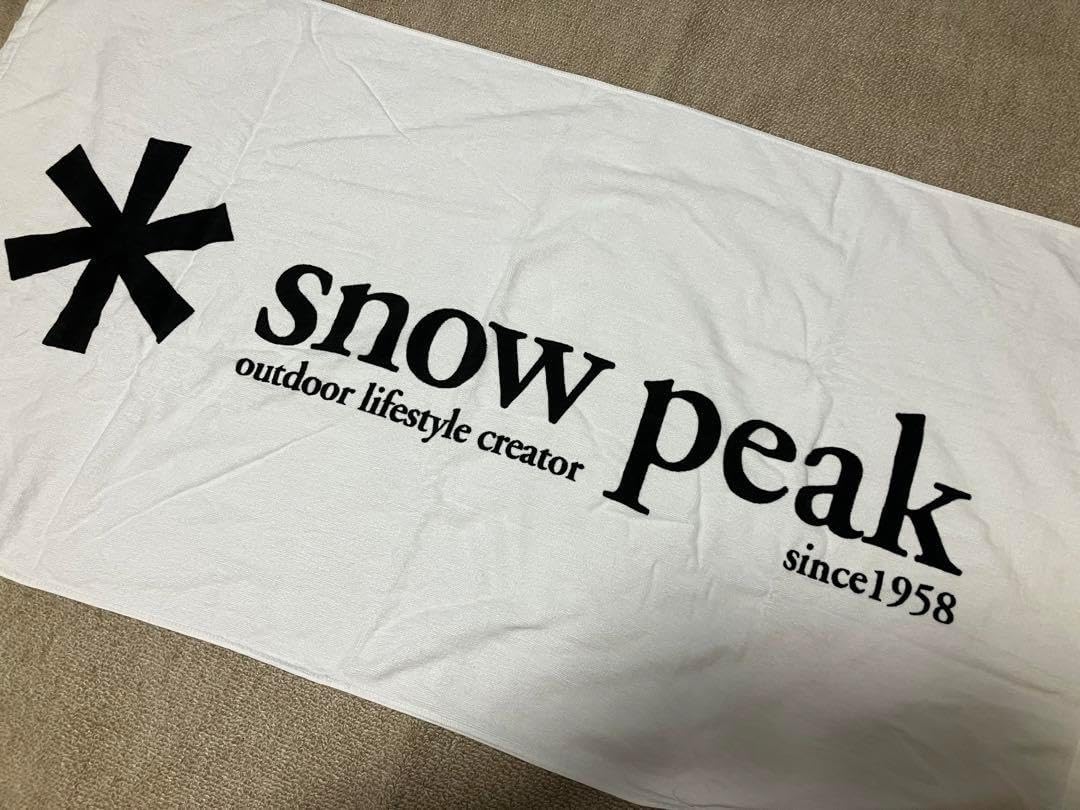 snow peak
outdoor lifestyle creator
since1958